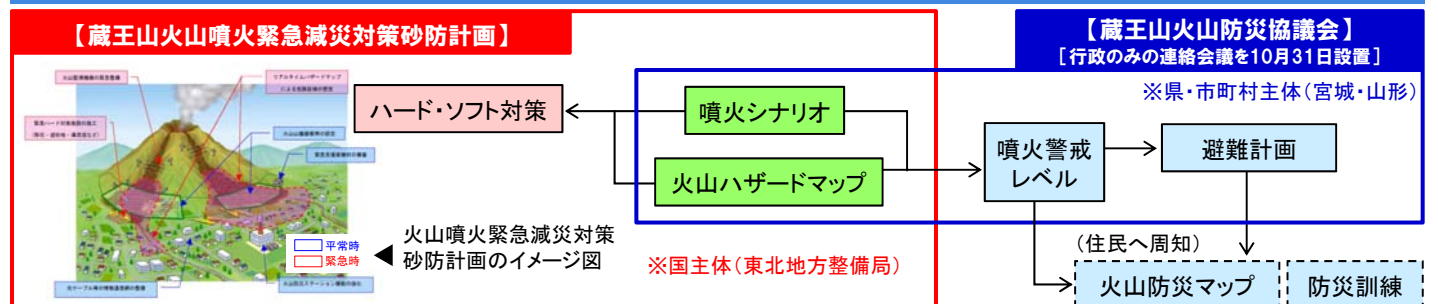 【蔵王山火山噴火緊急減災対策砂防計画】
【蔵王山火山防災協議会】
[行政のみの連絡会議を10月31日設置]
※県・市町村主体(宮城・山形)
ハード・ソフト対策
噴火シナリオ
火山ハザードマップ
噴火警戒
レベル
避難計画
平常時
緊急時
火山噴火緊急減災対策
砂防計画のイメージ図
※国主体(東北地方整備局)
(住民へ周知)
火山防災マップ
防災訓練